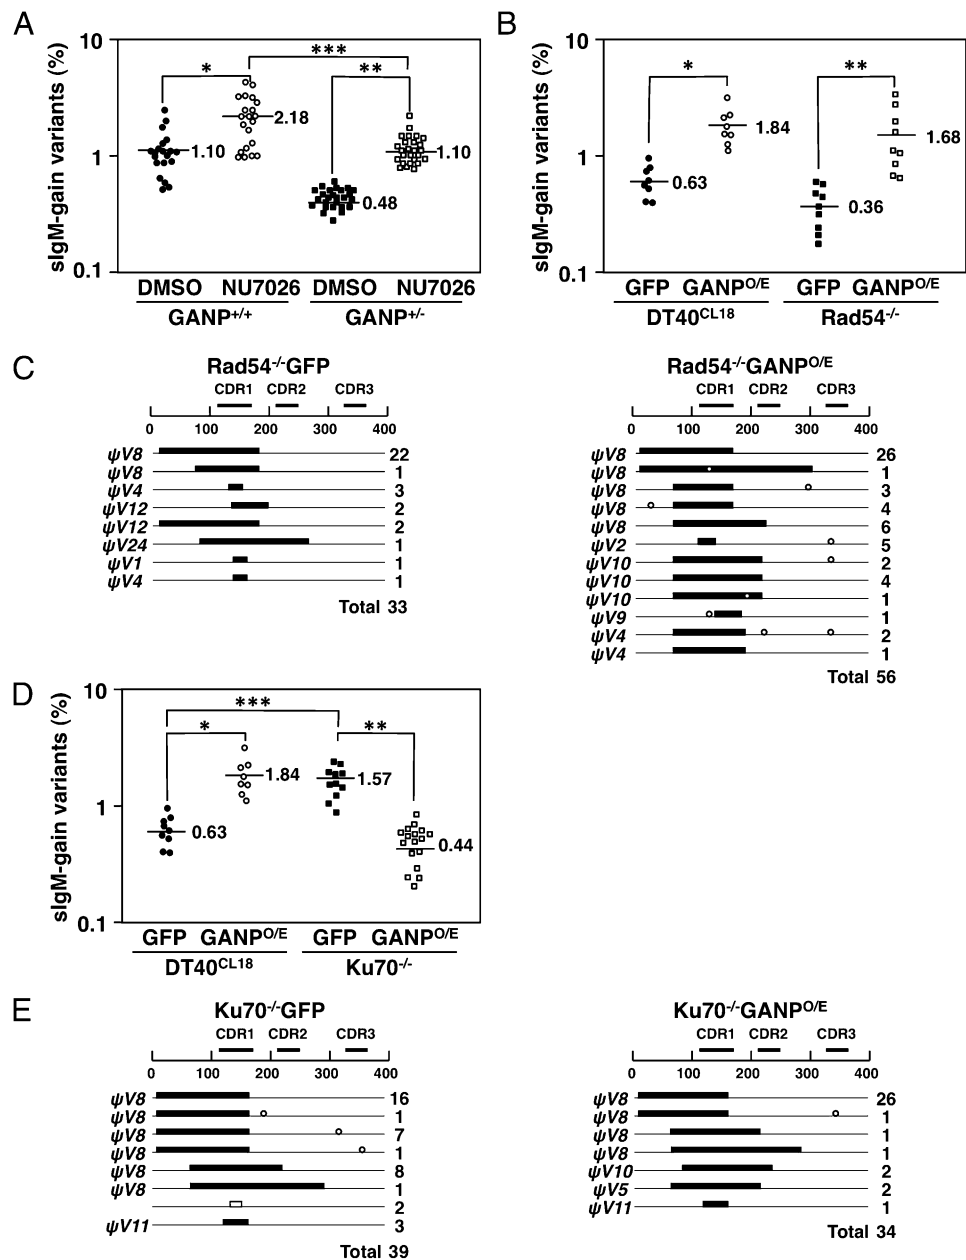 A
sIgM-gain variants (%)
10
1
0.1
*
***
**
1.10
2.18
0.48
1.10
DMSO NU7026 DMSO NU7026
GANP+/+ GANP+/-
B
sIgM-gain variants (%)
10
1
0.1
*
**
0.63
1.84
0.36
1.68
GFP GANPO/E GFP GANPO/E
DT40CL18 Rad54-/-
C
Rad54-/-GFP
CDR1 CDR2 CDR3
0 100 200 300 400
ψV8 22
ψV8 1
ψV4 3
ψV12 2
ψV12 2
ψV24 1
ψV1 1
ψV4 1
Total 33
Rad54-/-GANPO/E
CDR1 CDR2 CDR3
0 100 200 300 400
ψV8 26
ψV8 1
ψV8 3
ψV8 4
ψV8 6
ψV2 5
ψV10 2
ψV10 4
ψV10 1
ψV9 1
ψV4 2
ψV4 1
Total 56
D
sIgM-gain variants (%)
10
1
0.1
***
*
**
0.63
1.84
1.57
0.44
GFP GANPO/E GFP GANPO/E
DT40CL18 Ku70-/-
E
Ku70-/-GFP
CDR1 CDR2 CDR3
0 100 200 300 400
ψV8 16
ψV8 1
ψV8 7
ψV8 1
ψV8 8
ψV8 1
2
ψV11 3
Total 39
Ku70-/-GANPO/E
CDR1 CDR2 CDR3
0 100 200 300 400
ψV8 26
ψV8 1
ψV8 1
ψV8 1
ψV10 2
ψV5 2
ψV11 1
Total 34